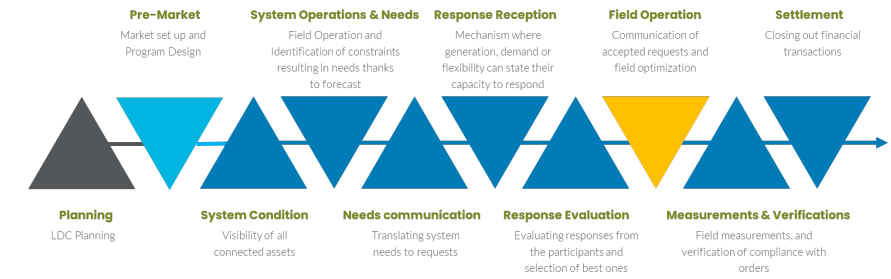 Pre-Market
Market set up and
Program Design
System Operations & Needs
Field Operation and
Identification of constraints
resulting in needs thanks
to forecast
Response Reception
Mechanism where
generation, demand or
flexibility can state their
capacity to respond
Field Operation
Communication of
accepted requests and
field optimization
Settlement
Closing out financial
transactions
Planning
LDC Planning
System Condition
Visibility of all
connected assets
Needs communication
Translating system
needs to requests
Response Evaluation
Evaluating responses from
the participants and
selection of best ones
Measurements & Verifications
Field measurements, and
verification of compliance with
orders